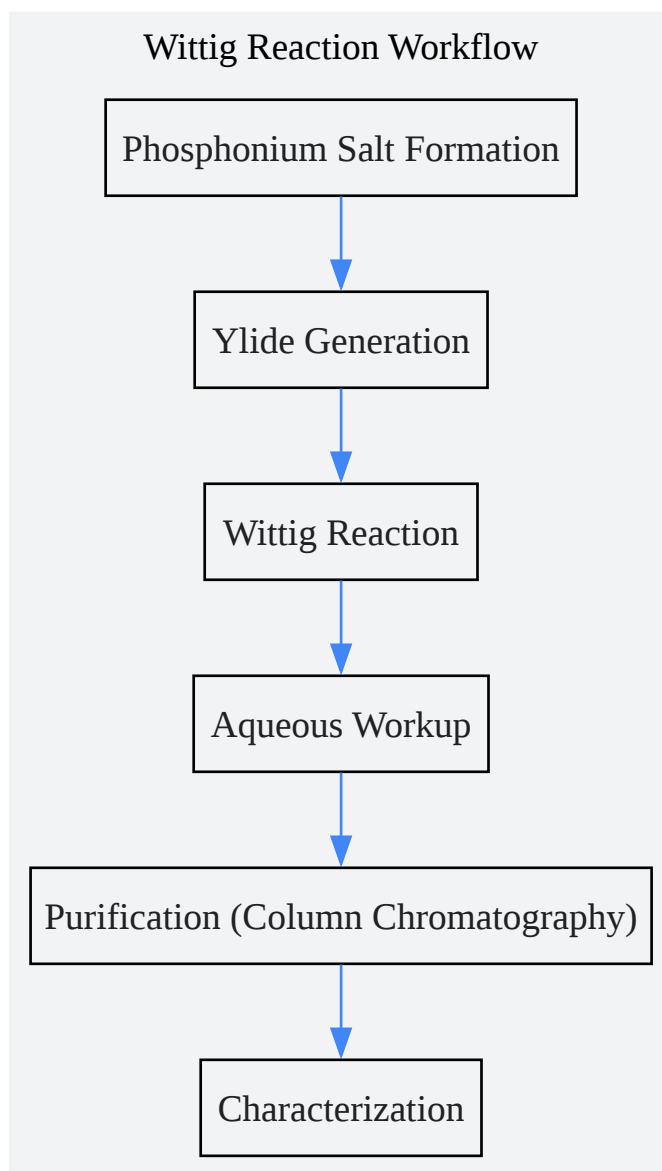 Wittig Reaction Workflow
Phosphonium Salt Formation
Ylide Generation
Wittig Reaction
Aqueous Workup
Purification (Column Chromatography)
Characterization